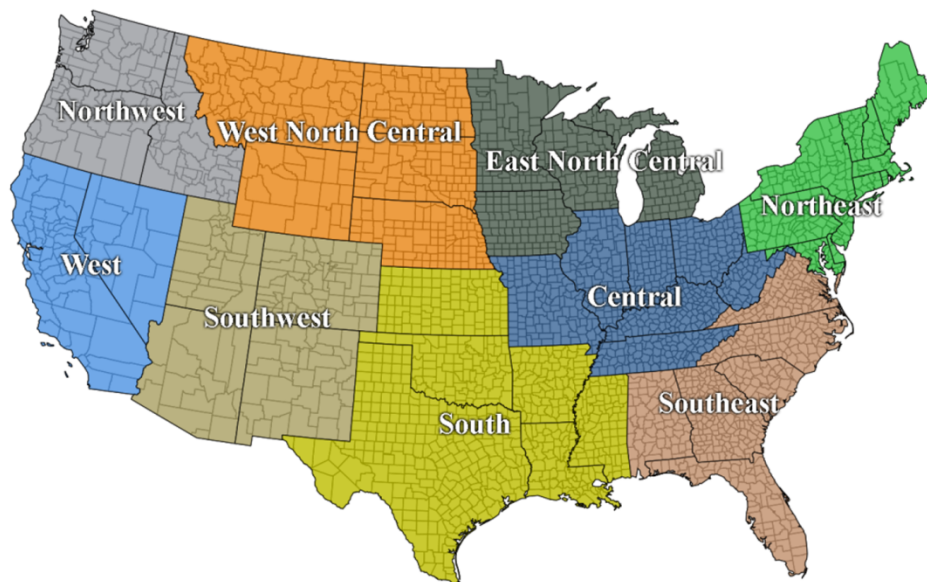 Northwest
West North Central
East North Central
Northeast
West
Southwest
Central
South
Southeast